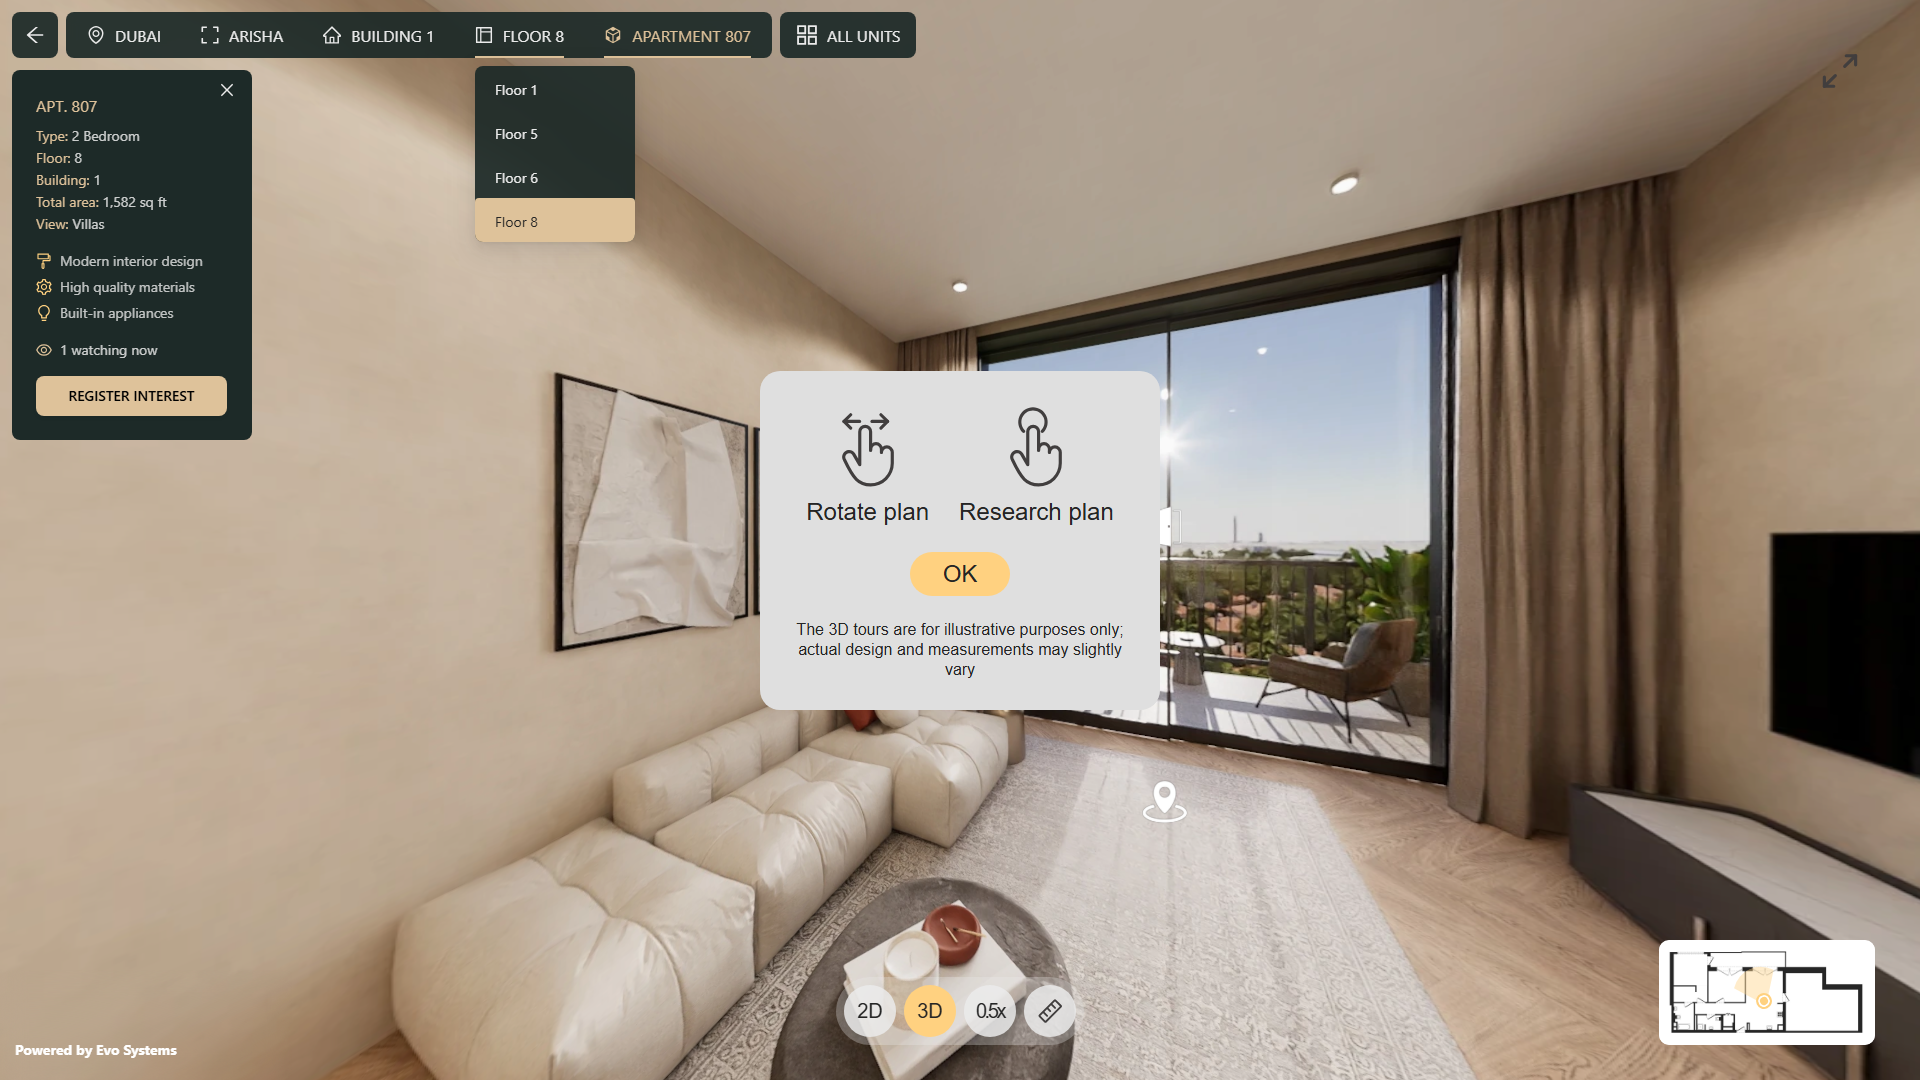 DUBAI
ARISHA
BUILDING 1
FLOOR 8
APARTMENT 807
ALL UNITS
Floor 1
Floor 5
Floor 6
Floor 8
APT. 807
Type: 2 Bedroom
Floor: 8
Building: 1
Total area: 1,582 sq ft
View: Villas
Modern interior design
High quality materials
Built-in appliances
1 watching now
REGISTER INTEREST
Rotate plan
Research plan
OK
The 3D tours are for illustrative purposes only;
actual design and measurements may slightly
vary
2D
3D
0.5x
Powered by Evo Systems